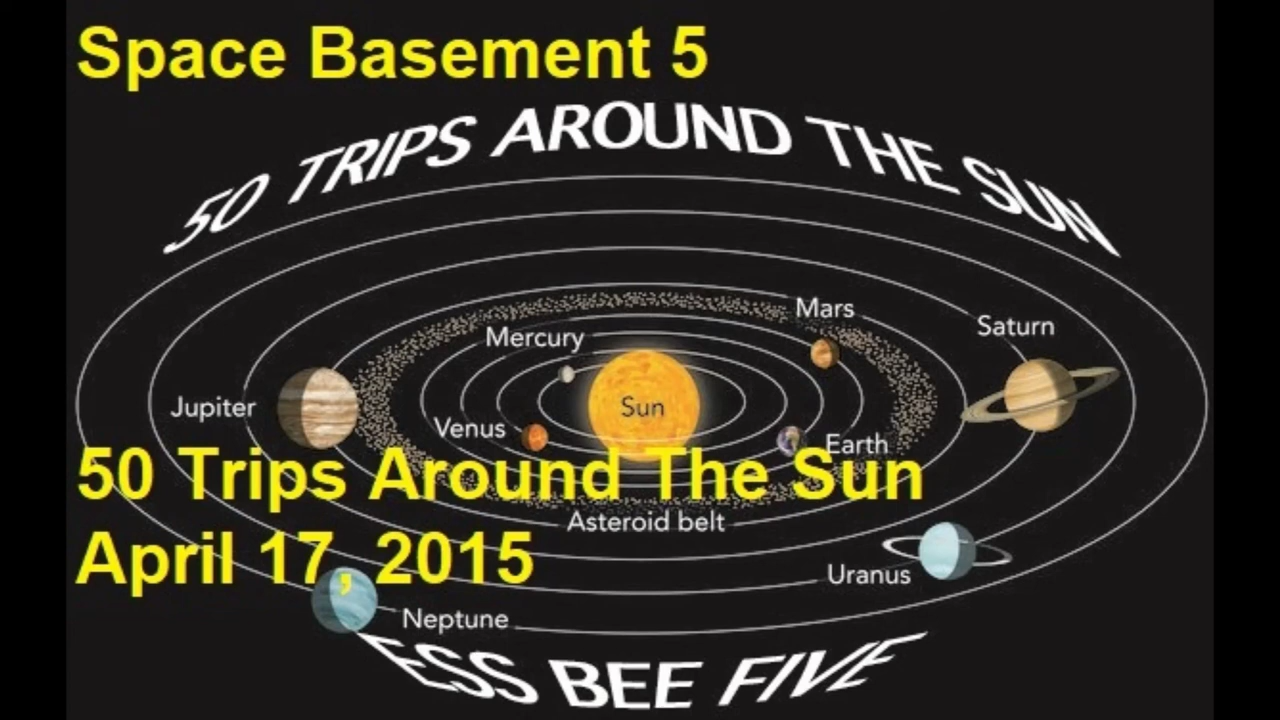 Space Basement 5
50 TRIPS AROUND THE SUN
Mars
Saturn
Mercury
Jupiter
Sun
Venus
Earth
50 Trips Around The Sun
Asteroid belt
April 17, 2015
Uranus
Neptune
ESS BEE FIVE